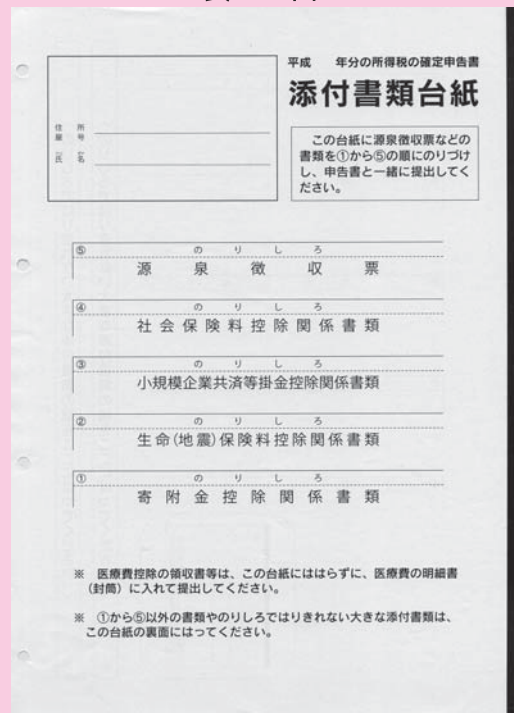 平成　　年分の所得税の確定申告書
添付書類台紙
住所
屋号
氏名
この台紙に源泉徴収票などの
書類を①から⑤の順にのりづけ
し、申告書と一緒に提出してく
ださい。
⑤ のりしろ
源泉徴収票
④ のりしろ
社会保険料控除関係書類
③ のりしろ
小規模企業共済等掛金控除関係書類
② のりしろ
生命(地震)保険料控除関係書類
① のりしろ
寄附金控除関係書類
※　医療費控除の領収書等は、この台紙にははらずに、医療費の明細書
(封筒)に入れて提出してください。
※　①から⑤以外の書類やのりしろではりきれない大きな添付書類は、
この台紙の裏面にはってください。